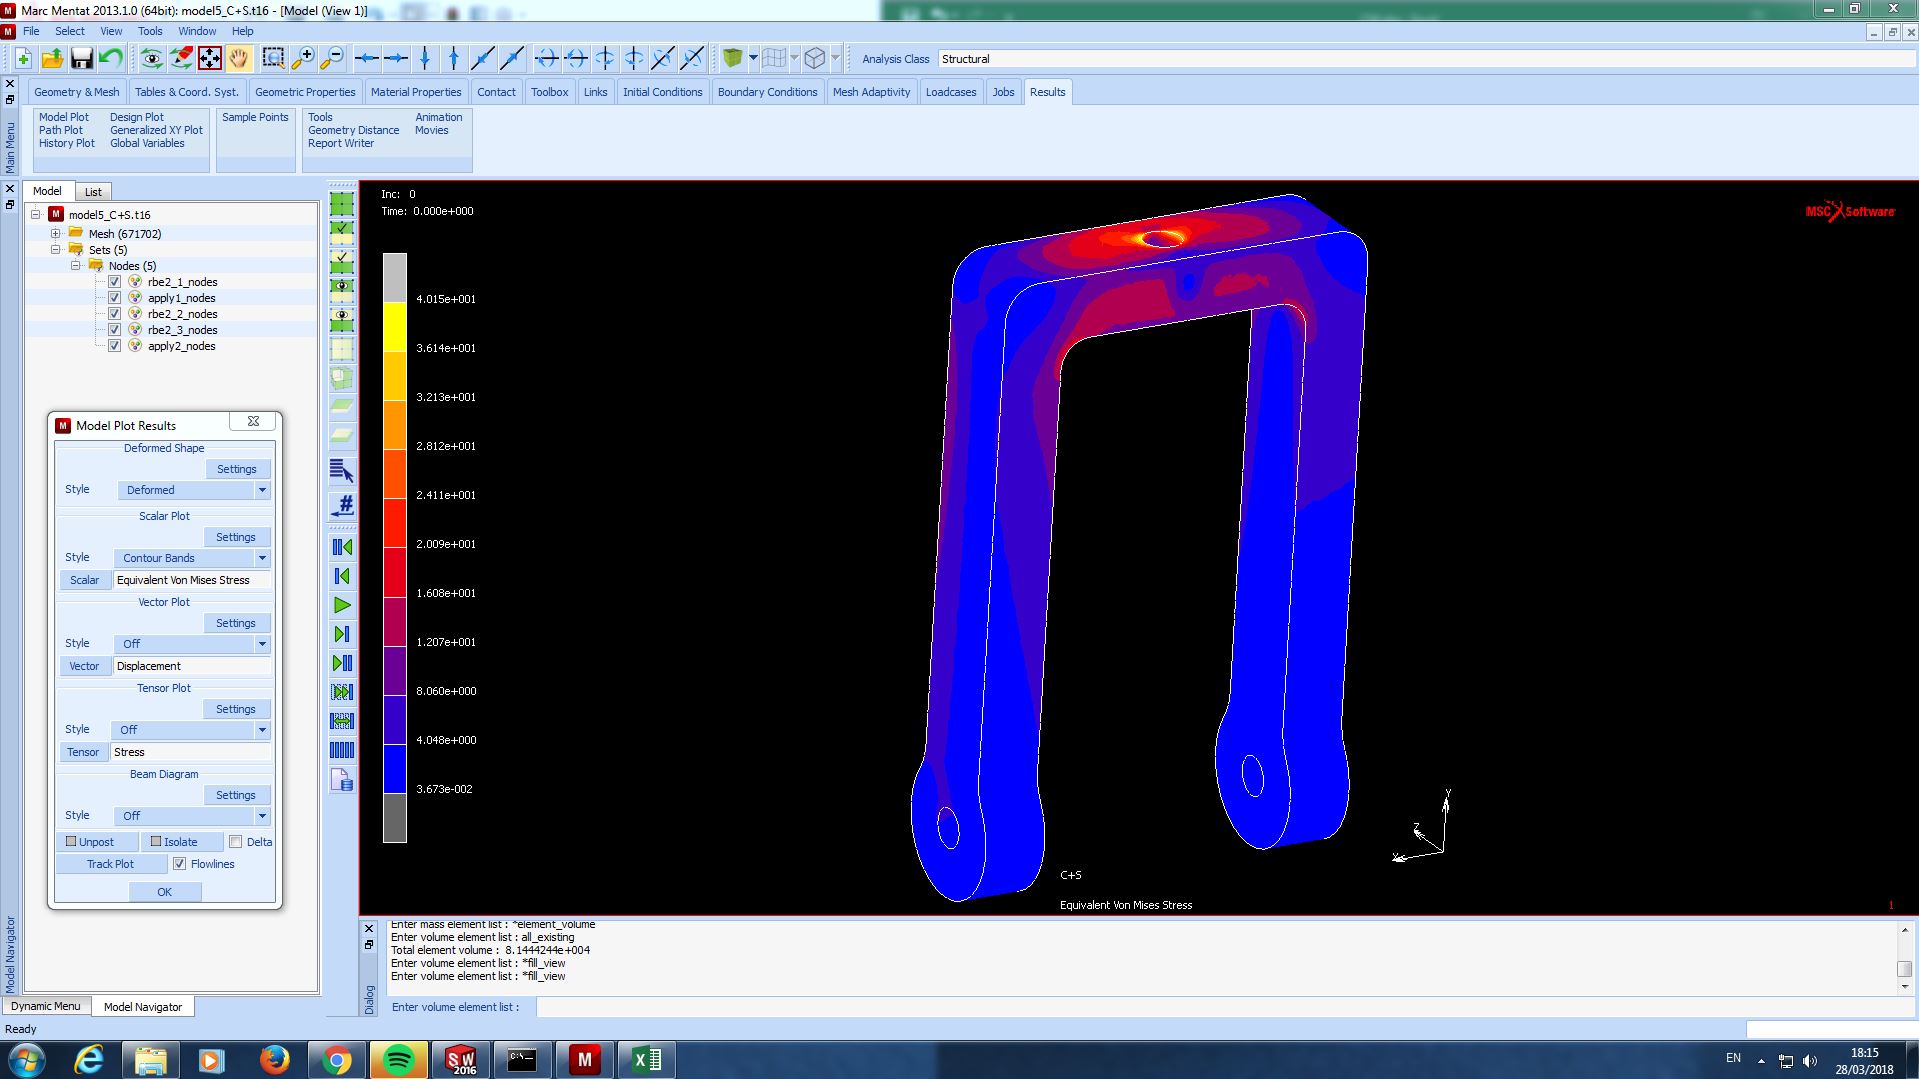 Marc Mentat 2013.1.0 (64bit): model5_C+S.t16 - [Model (View 1)]
File Select View Tools Window Help
Analysis Class Structural
Geometry & Mesh Tables & Coord. Syst. Geometric Properties Material Properties Contact Toolbox Links Initial Conditions Boundary Conditions Mesh Adaptivity Loadcases Jobs Results
Model Plot Design Plot Sample Points Tools Animation
Path Plot Generalized XY Plot Geometry Distance Movies
History Plot Global Variables Report Writer
Main Menu
Model List
model5_C+S.t16
Mesh (671702)
Sets (5)
Nodes (5)
rbe2_1_nodes
apply1_nodes
rbe2_2_nodes
rbe2_3_nodes
apply2_nodes
Model Plot Results
Deformed Shape
Settings
Style Deformed
Scalar Plot
Settings
Style Contour Bands
Scalar Equivalent Von Mises Stress
Vector Plot
Settings
Style Off
Vector Displacement
Tensor Plot
Settings
Style Off
Tensor Stress
Beam Diagram
Settings
Style Off
Unpost Isolate Delta
Track Plot Flowlines
OK
Model Navigator
Dynamic Menu Model Navigator
Ready
Inc: 0
Time: 0.000e+000
MSC Software
4.015e+001
3.614e+001
3.213e+001
2.812e+001
2.411e+001
2.009e+001
1.608e+001
1.207e+001
8.060e+000
4.048e+000
3.673e-002
Y
Z
X
C+S
Equivalent Von Mises Stress
1
Enter mass element list : *element_volume
Enter volume element list : all_existing
Total element volume : 8.1444244e+004
Enter volume element list : *fill_view
Enter volume element list : *fill_view
Dialog
Enter volume element list :
SW
2016
C:\_
EN
18:15
28/03/2018